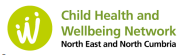 Child Health and
Wellbeing Network
North East and North Cumbria